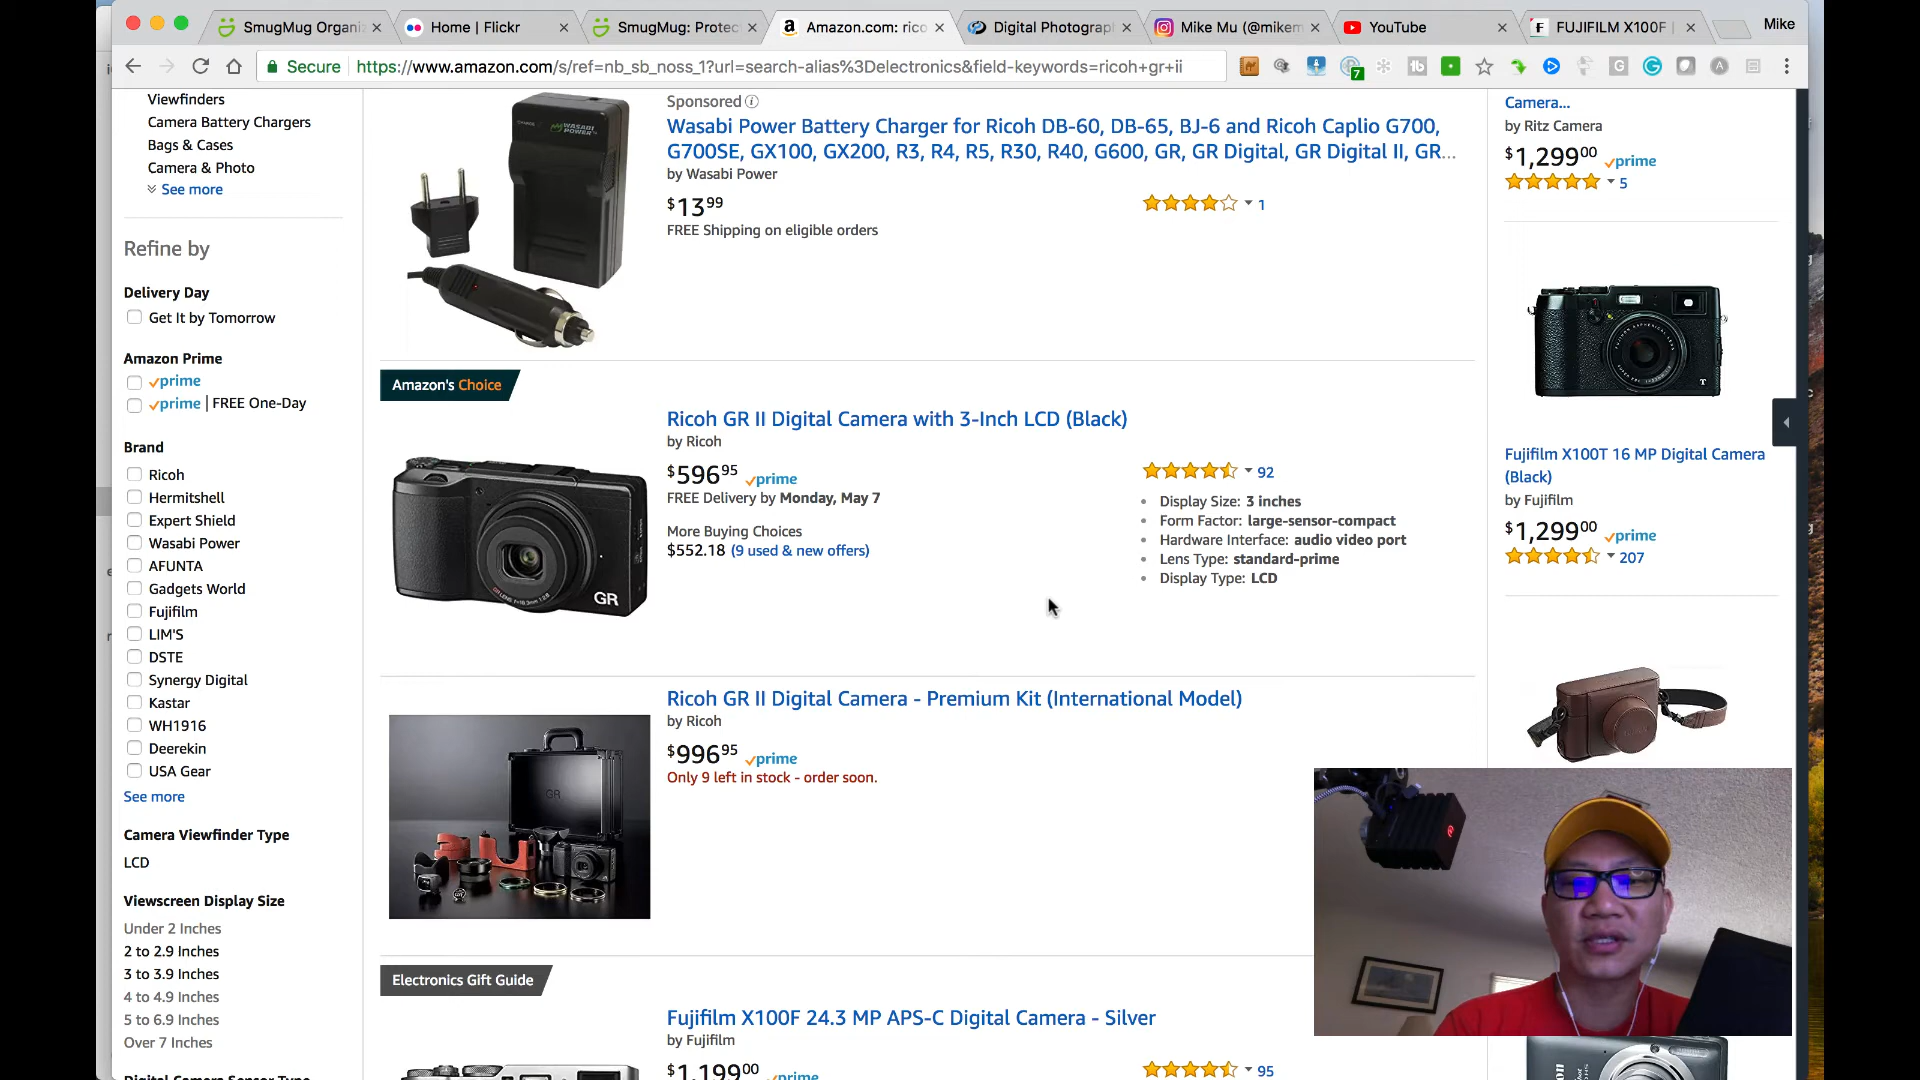 SmugMug Organi
Home | Flickr
SmugMug: Protec
Amazon.com: rico
Digital Photograp
Mike Mu (@mikem
YouTube
FUJIFILM X100F |
Mike
Secure
https://www.amazon.com/s/ref=nb_sb_noss_1?url=search-alias%3Delectronics&field-keywords=ricoh+gr+ii
Viewfinders
Camera Battery Chargers
Bags & Cases
Camera & Photo
See more
Refine by
Delivery Day
Get It by Tomorrow
Amazon Prime
prime
prime | FREE One-Day
Brand
Ricoh
Hermitshell
Expert Shield
Wasabi Power
AFUNTA
Gadgets World
Fujifilm
LIM'S
DSTE
Synergy Digital
Kastar
WH1916
Deerekin
USA Gear
See more
Camera Viewfinder Type
LCD
Viewscreen Display Size
Under 2 Inches
2 to 2.9 Inches
3 to 3.9 Inches
4 to 4.9 Inches
5 to 6.9 Inches
Over 7 Inches
Digital Camera Sensor Type
Sponsored
Wasabi Power Battery Charger for Ricoh DB-60, DB-65, BJ-6 and Ricoh Caplio G700,
G700SE, GX100, GX200, R3, R4, R5, R30, R40, G600, GR, GR Digital, GR Digital II, GR...
by Wasabi Power
$13 99
FREE Shipping on eligible orders
1
Amazon's Choice
Ricoh GR II Digital Camera with 3-Inch LCD (Black)
by Ricoh
$596 95 prime
FREE Delivery by Monday, May 7
More Buying Choices
$552.18 (9 used & new offers)
92
Display Size: 3 inches
Form Factor: large-sensor-compact
Hardware Interface: audio video port
Lens Type: standard-prime
Display Type: LCD
GR
Ricoh GR II Digital Camera - Premium Kit (International Model)
by Ricoh
$996 95 prime
Only 9 left in stock - order soon.
GR
Electronics Gift Guide
Fujifilm X100F 24.3 MP APS-C Digital Camera - Silver
by Fujifilm
$1,199 00 prime
95
Camera...
by Ritz Camera
$1,299 00 prime
5
Fujifilm X100T 16 MP Digital Camera
(Black)
by Fujifilm
$1,299 00 prime
207